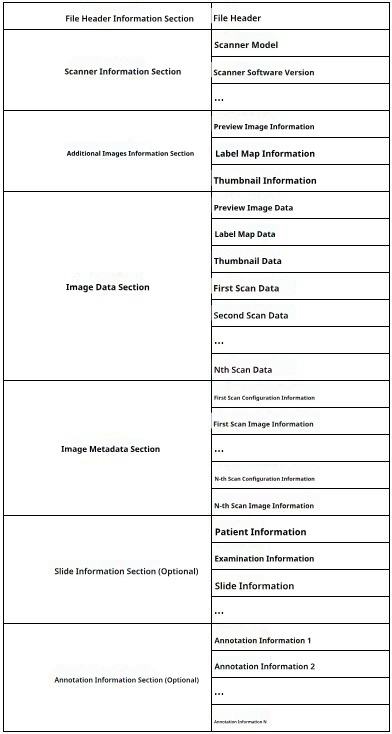 File Header Information Section
File Header
Scanner Information Section
Scanner Model
Scanner Software Version
...
Additional Images Information Section
Preview Image Information
Label Map Information
Thumbnail Information
Image Data Section
Preview Image Data
Label Map Data
Thumbnail Data
First Scan Data
Second Scan Data
...
Nth Scan Data
Image Metadata Section
First Scan Configuration Information
First Scan Image Information
...
N-th Scan Configuration Information
N-th Scan Image Information
Slide Information Section (Optional)
Patient Information
Examination Information
Slide Information
...
Annotation Information Section (Optional)
Annotation Information 1
Annotation Information 2
...
Annotation Information N